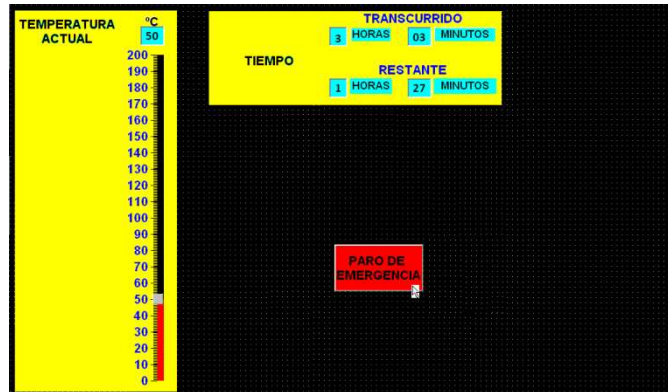 TEMPERATURA
ACTUAL
ºC
50
200
190
180
170
160
150
140
130
120
110
100
90
80
70
60
50
40
30
20
10
0
TIEMPO
TRANSCURRIDO
3 HORAS 03 MINUTOS
RESTANTE
1 HORAS 27 MINUTOS
PARO DE
EMERGENCIA